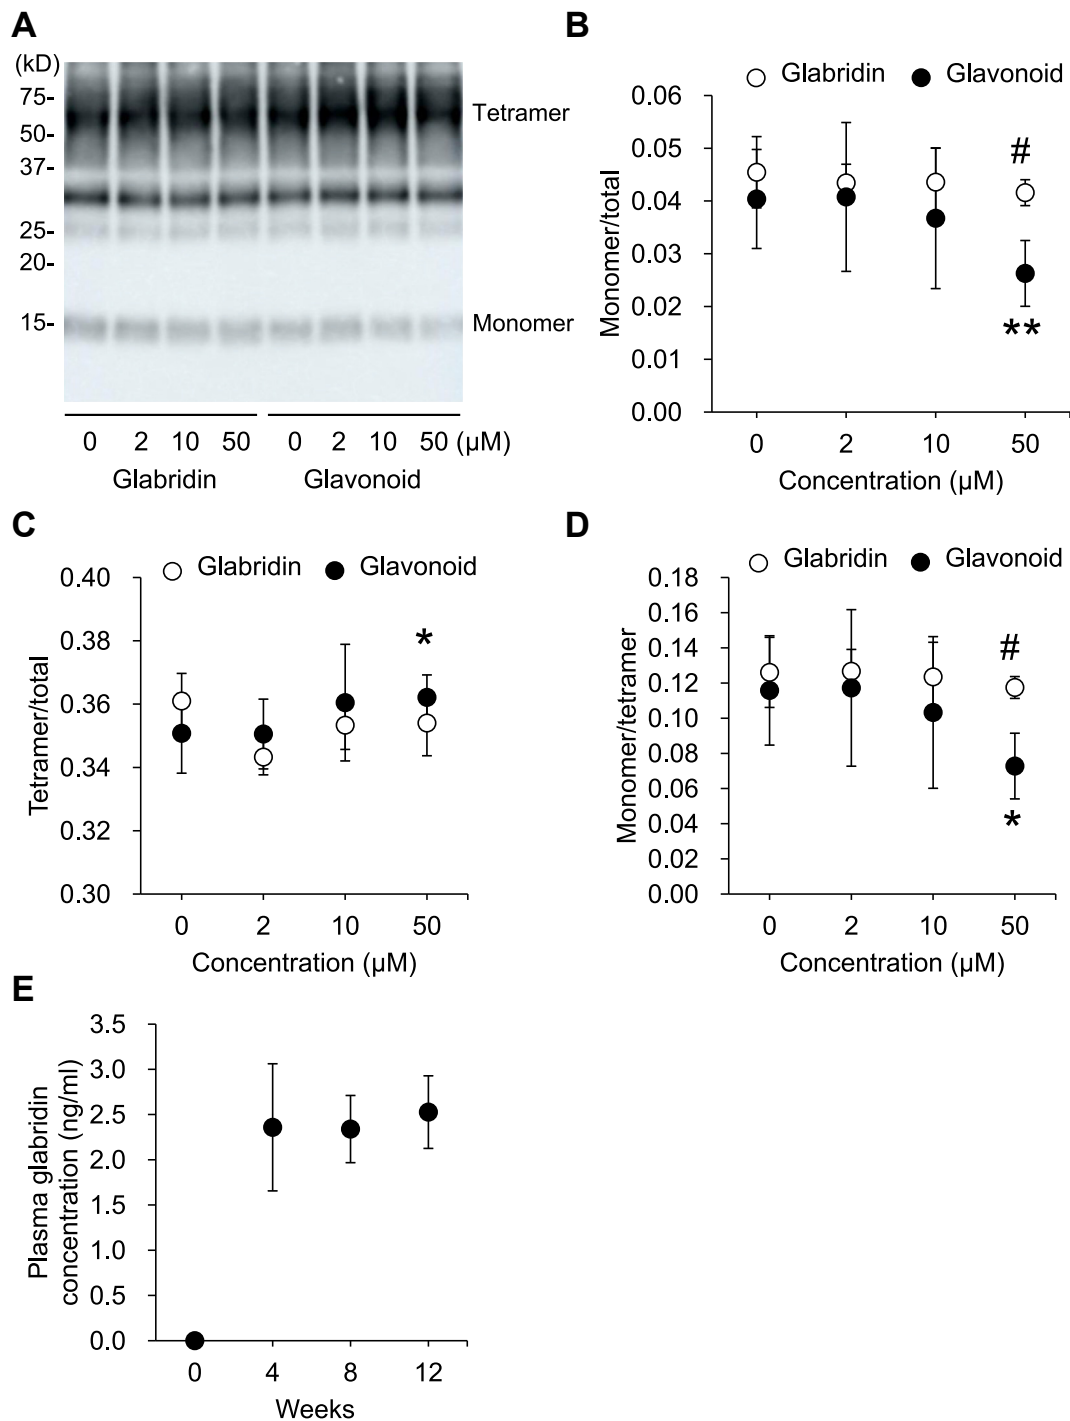 A
(kD)
75-
50-
37-
25-
20-
15-
Tetramer
Monomer
0 2 10 50 0 2 10 50 (μM)
Glabridin Glavonoid
B
Glabridin Glavonoid
0.06
0.05
0.04
0.03
0.02
0.01
0.00
Monomer/total
#
**
0 2 10 50
Concentration (μM)
C
Glabridin Glavonoid
0.40
0.38
0.36
0.34
0.32
0.30
Tetramer/total
*
0 2 10 50
Concentration (μM)
D
Glabridin Glavonoid
0.18
0.16
0.14
0.12
0.10
0.08
0.06
0.04
0.02
0.00
Monomer/tetramer
#
*
0 2 10 50
Concentration (μM)
E
3.5
3.0
2.5
2.0
1.5
1.0
0.5
0.0
Plasma glabridin
concentration (ng/ml)
0 4 8 12
Weeks